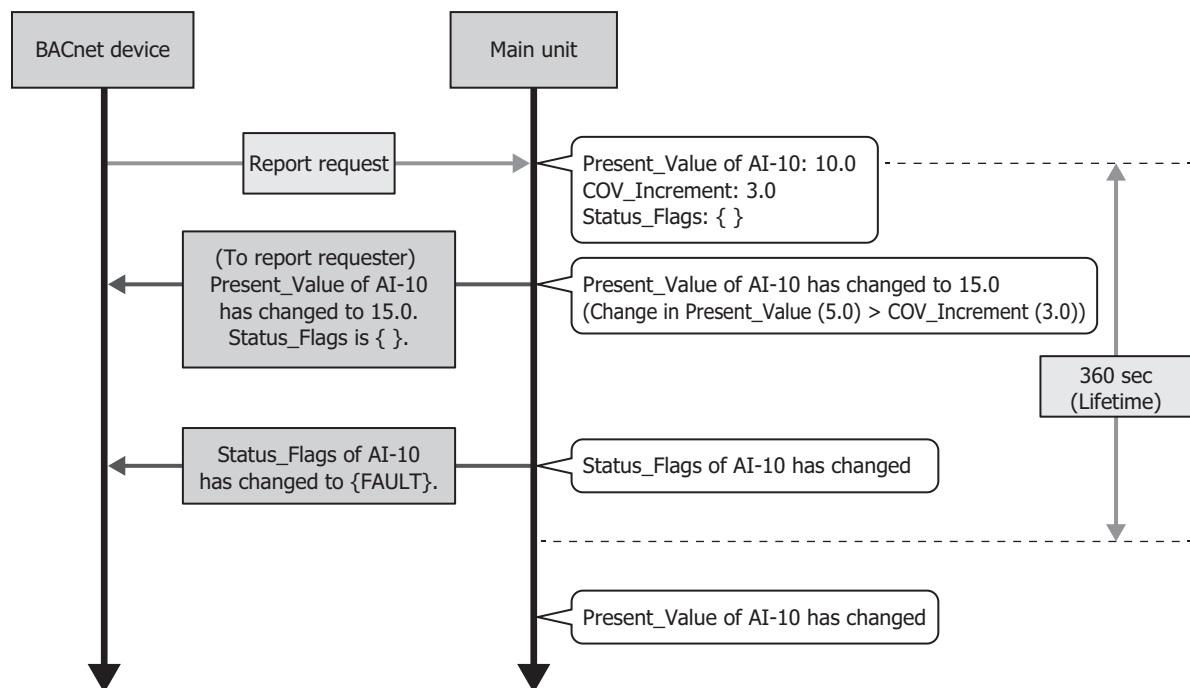 BACnet device
Main unit
Report request
Present_Value of AI-10: 10.0
COV_Increment: 3.0
Status_Flags: { }
(To report requester)
Present_Value of AI-10
has changed to 15.0.
Status_Flags is { }.
Present_Value of AI-10 has changed to 15.0
(Change in Present_Value (5.0) > COV_Increment (3.0))
360 sec
(Lifetime)
Status_Flags of AI-10
has changed to {FAULT}.
Status_Flags of AI-10 has changed
Present_Value of AI-10 has changed